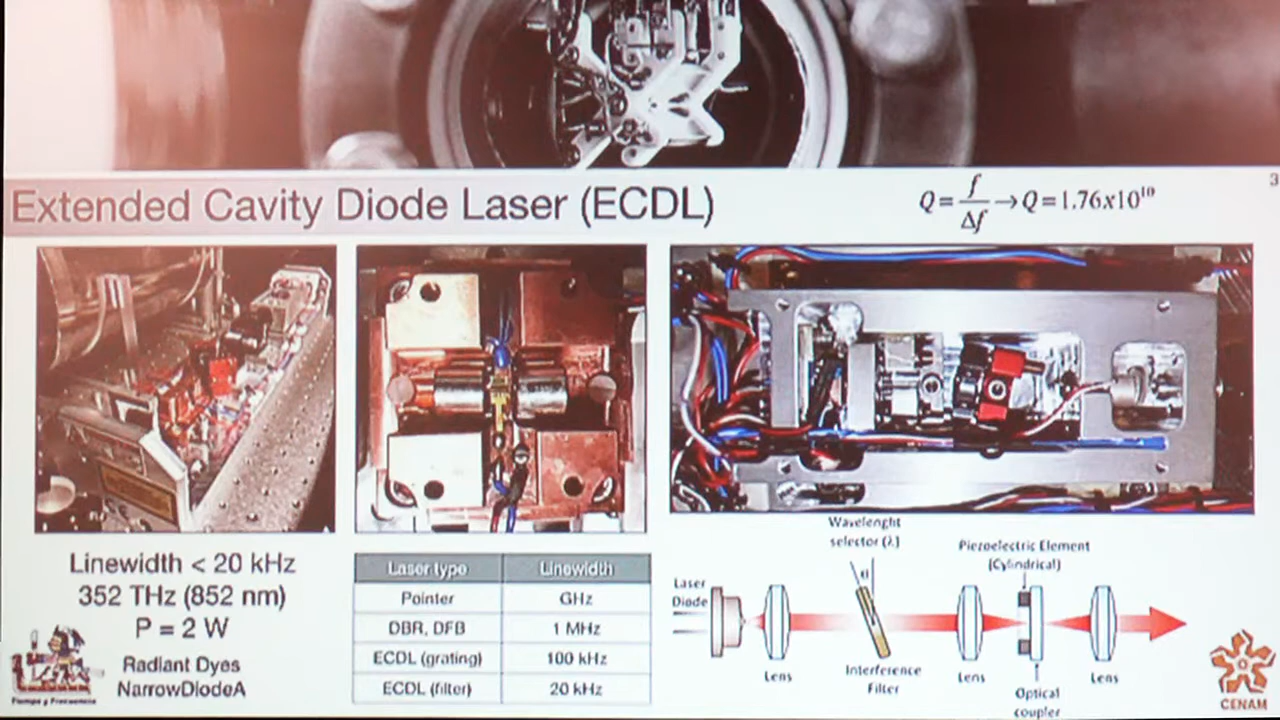 Extended Cavity Diode Laser (ECDL)
Q = f / Δf → Q = 1.76x10¹⁰
3
Linewidth < 20 kHz
352 THz (852 nm)
P = 2 W
Radiant Dyes
NarrowDiodeA
Tiempo y Frecuencia
Laser type Linewidth
Pointer GHz
DBR, DFB 1 MHz
ECDL (grating) 100 kHz
ECDL (filter) 20 kHz
Wavelenght
selector (λ)
Piezoelectric Element
(Cylindrical)
Laser
Diode
θ
Lens
Interference
Filter
Lens
Optical
coupler
Lens
CENAM